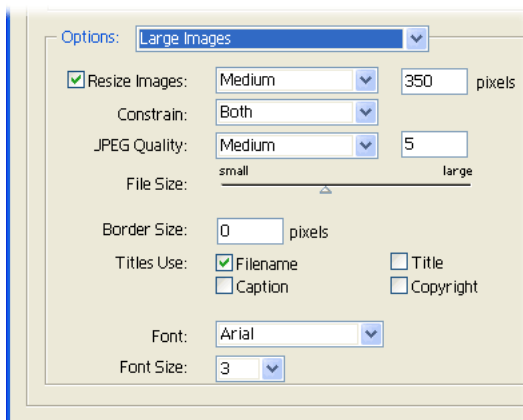 Options: Large Images
Resize Images: Medium 350 pixels
Constrain: Both
JPEG Quality: Medium 5
small large
File Size:
Border Size: 0 pixels
Titles Use: Filename Title
Caption Copyright
Font: Arial
Font Size: 3